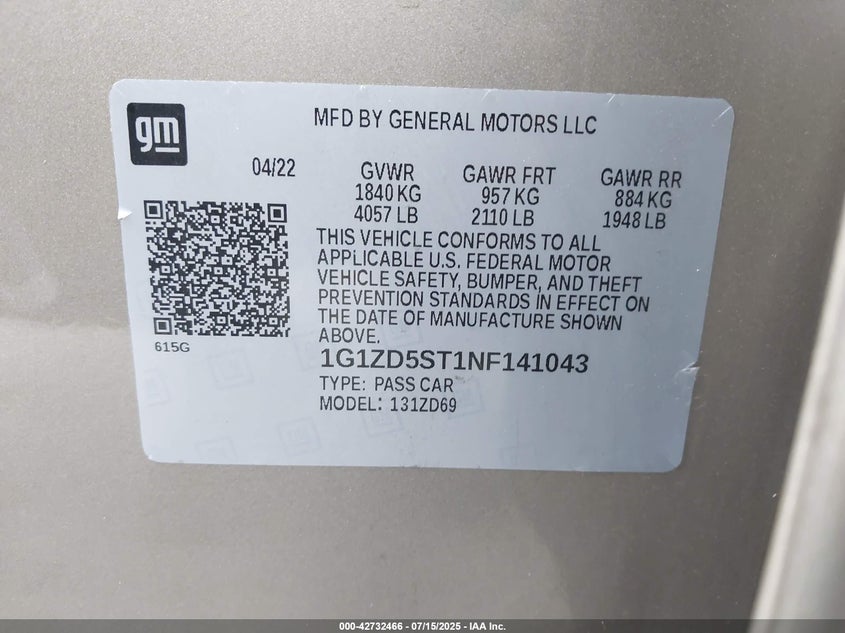 gm
MFD BY GENERAL MOTORS LLC
04/22 GVWR GAWR FRT GAWR RR
1840 KG 957 KG 884 KG
4057 LB 2110 LB 1948 LB
THIS VEHICLE CONFORMS TO ALL
APPLICABLE U.S. FEDERAL MOTOR
VEHICLE SAFETY, BUMPER, AND THEFT
PREVENTION STANDARDS IN EFFECT ON
THE DATE OF MANUFACTURE SHOWN
ABOVE.
615G
1G1ZD5ST1NF141043
TYPE: PASS CAR
MODEL: 131ZD69
000-42732466 - 07/15/2025 - IAA Inc.